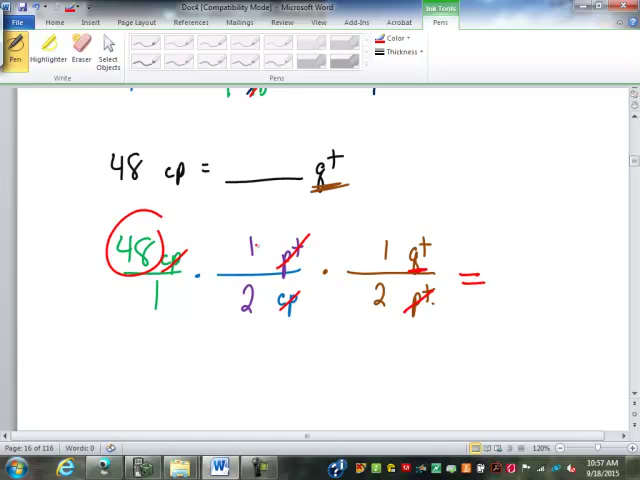 Doc4 [Compatibility Mode] - Microsoft Word
Ink Tools
File Home Insert Page Layout References Mailings Review View Add-Ins Acrobat Pens
Pen Highlighter Eraser Select Objects
Color
Thickness
Write Pens
48 cp = ____ qt
48 cp / 1 · 1 pt / 2 cp · 1 qt / 2 pt. =
Page: 16 of 116 Words: 0 120%
10:57 AM
9/18/2015